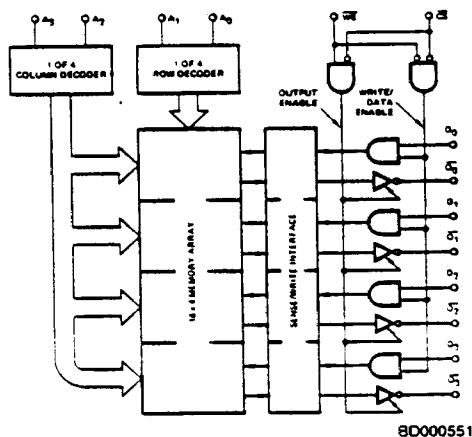 A3
A2
A1
A0
WE
CS
1 OF 4
COLUMN DECODER
1 OF 4
ROW DECODER
OUTPUT
ENABLE
WRITE/
DATA
ENABLE
16 x 4 MEMORY ARRAY
SENSE/WRITE INTERFACE
BD000551